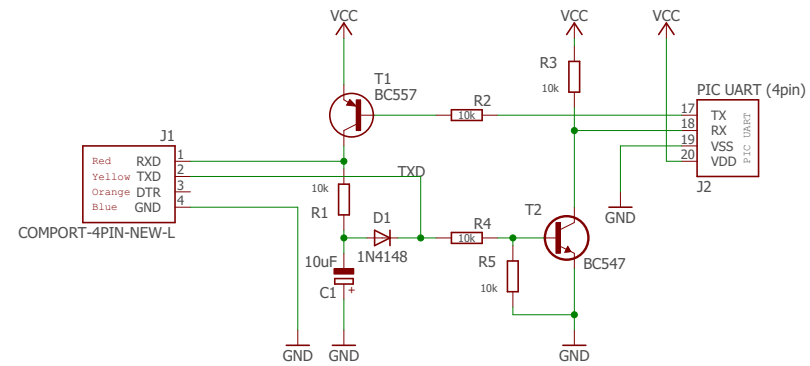 VCC
VCC
VCC
T1
BC557
R3
10k
PIC UART (4pin)
R2
10k
17 TX
18 RX
19 VSS
20 VDD
PIC UART
J2
J1
Red RXD 1
Yellow TXD 2
Orange DTR 3
Blue GND 4
COMPORT-4PIN-NEW-L
TXD
10k
R1
D1
1N4148
R4
10k
T2
BC547
GND
R5
10k
10uF
C1
+
GND
GND
GND